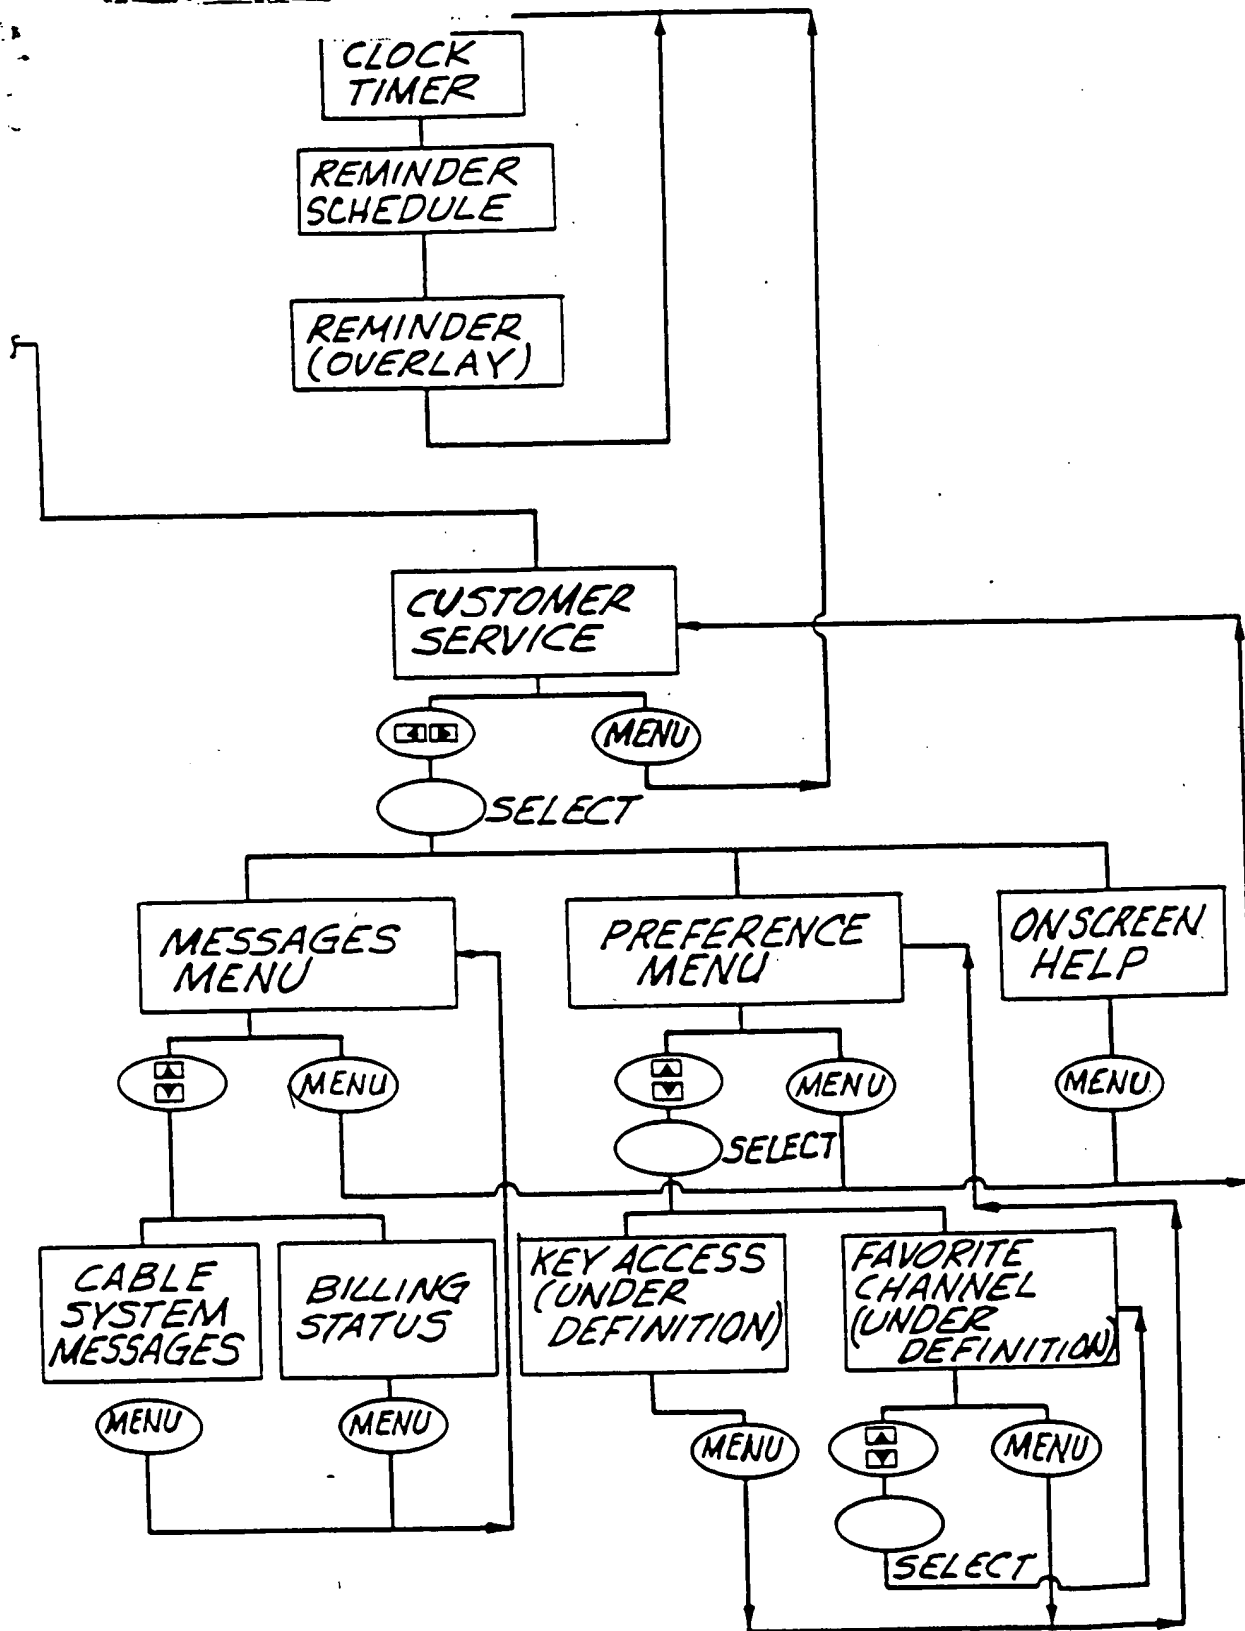 CLOCK
TIMER
REMINDER
SCHEDULE
REMINDER
(OVERLAY)
CUSTOMER
SERVICE
MENU
SELECT
MESSAGES
MENU
PREFERENCE
MENU
ON SCREEN
HELP
MENU
MENU
MENU
SELECT
CABLE
SYSTEM
MESSAGES
BILLING
STATUS
KEY ACCESS
(UNDER
DEFINITION)
FAVORITE
CHANNEL
(UNDER
DEFINITION)
MENU
MENU
MENU
MENU
SELECT